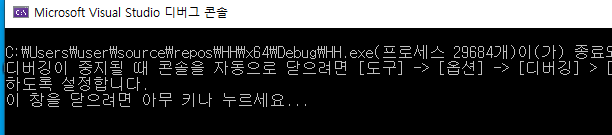 Microsoft Visual Studio 디버그 콘솔
C:₩Users₩user₩source₩repos₩HH₩x64₩Debug₩HH.exe(프로세스 29684개)이(가) 종료
디버깅이 중지될 때 콘솔을 자동으로 닫으려면 [도구] -> [옵션] -> [디버깅] > [
하도록 설정합니다.
이 창을 닫으려면 아무 키나 누르세요...